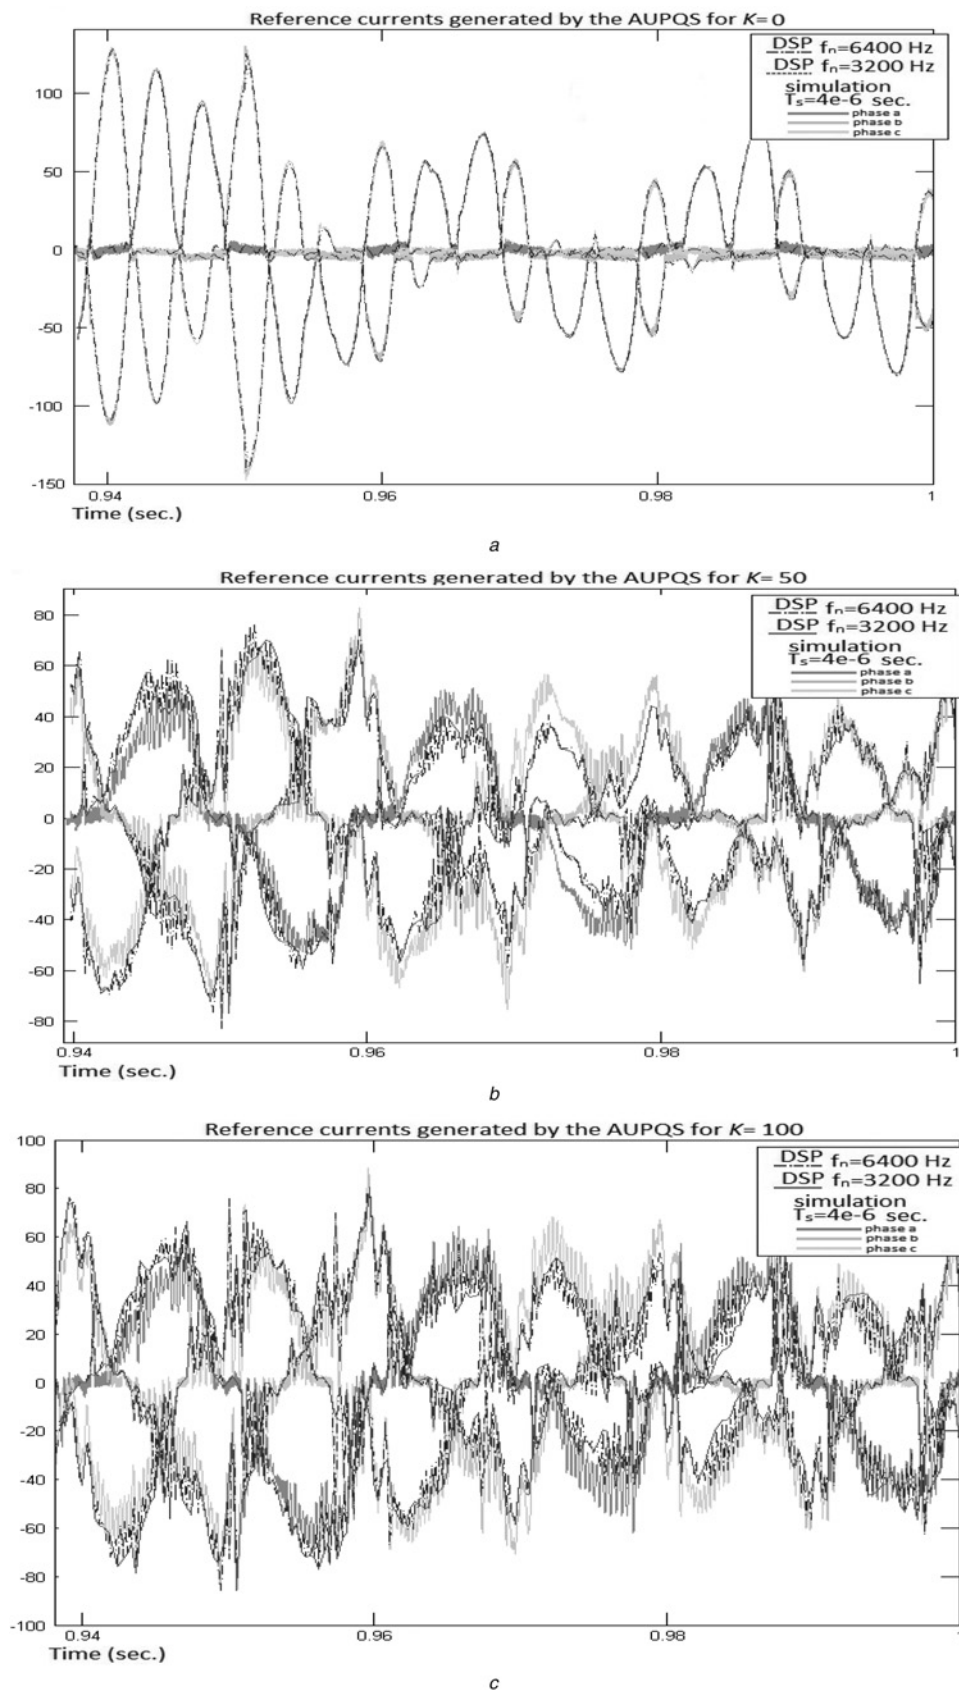 Reference currents generated by the AUPQS for K=0
DSP fₙ=6400 Hz
DSP fₙ=3200 Hz
simulation
Tₛ=4e-6 sec.
phase a
phase b
phase c
100
50
0
-50
-100
-150
0.94 0.96 0.98 1
Time (sec.)
a
Reference currents generated by the AUPQS for K= 50
DSP fₙ=6400 Hz
DSP fₙ=3200 Hz
simulation
Tₛ=4e-6 sec.
phase a
phase b
phase c
80
60
40
20
0
-20
-40
-60
-80
0.94 0.96 0.98 1
Time (sec.)
b
Reference currents generated by the AUPQS for K= 100
DSP fₙ=6400 Hz
DSP fₙ=3200 Hz
simulation
Tₛ=4e-6 sec.
phase a
phase b
phase c
100
80
60
40
20
0
-20
-40
-60
-80
-100
0.94 0.96 0.98 1
Time (sec.)
c